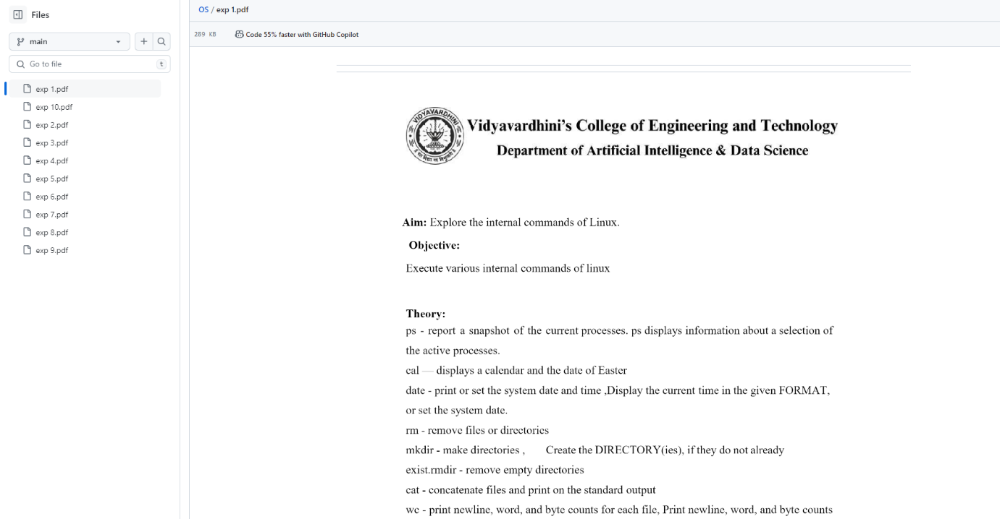 Files
main
Go to file
t
exp 1.pdf
exp 10.pdf
exp 2.pdf
exp 3.pdf
exp 4.pdf
exp 5.pdf
exp 6.pdf
exp 7.pdf
exp 8.pdf
exp 9.pdf
OS / exp 1.pdf
289 KB Code 55% faster with GitHub Copilot
VIDYAVARDHINI'S
Vidyavardhini's College of Engineering and Technology
Department of Artificial Intelligence & Data Science
Aim: Explore the internal commands of Linux.
Objective:
Execute various internal commands of linux
Theory:
ps - report a snapshot of the current processes. ps displays information about a selection of
the active processes.
cal — displays a calendar and the date of Easter
date - print or set the system date and time ,Display the current time in the given FORMAT,
or set the system date.
rm - remove files or directories
mkdir - make directories , Create the DIRECTORY(ies), if they do not already
exist.rmdir - remove empty directories
cat - concatenate files and print on the standard output
wc - print newline, word, and byte counts for each file, Print newline, word, and byte counts